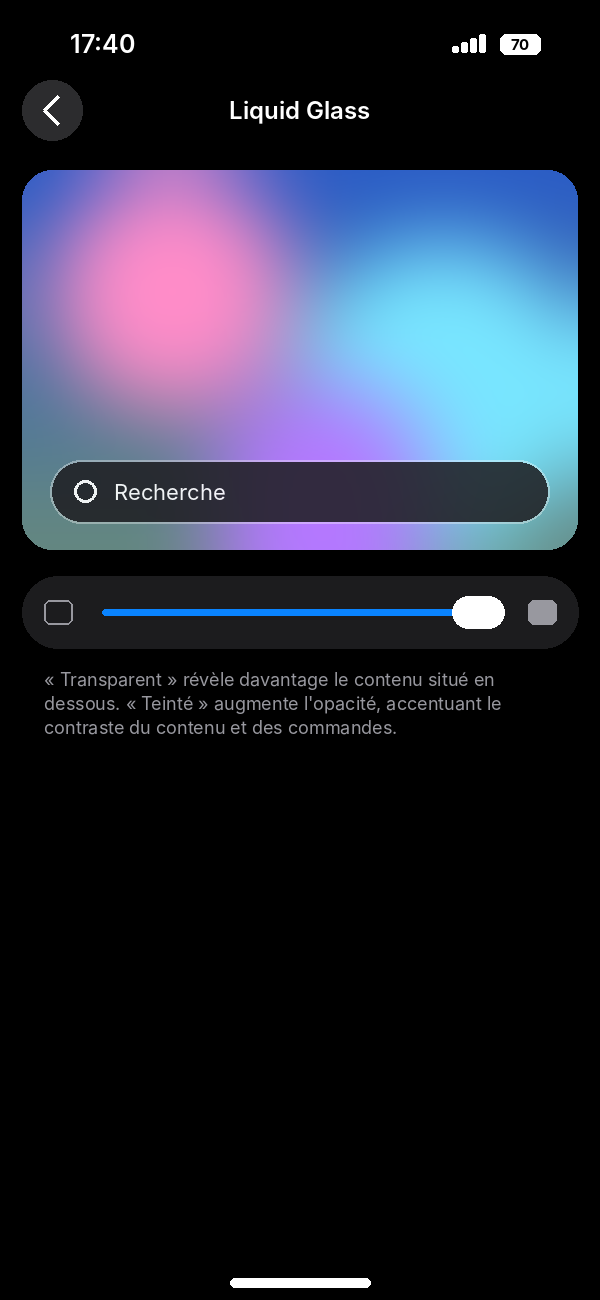 17:40
70
Liquid Glass
Recherche
« Transparent » révèle davantage le contenu situé en
dessous. « Teinté » augmente l'opacité, accentuant le
contraste du contenu et des commandes.